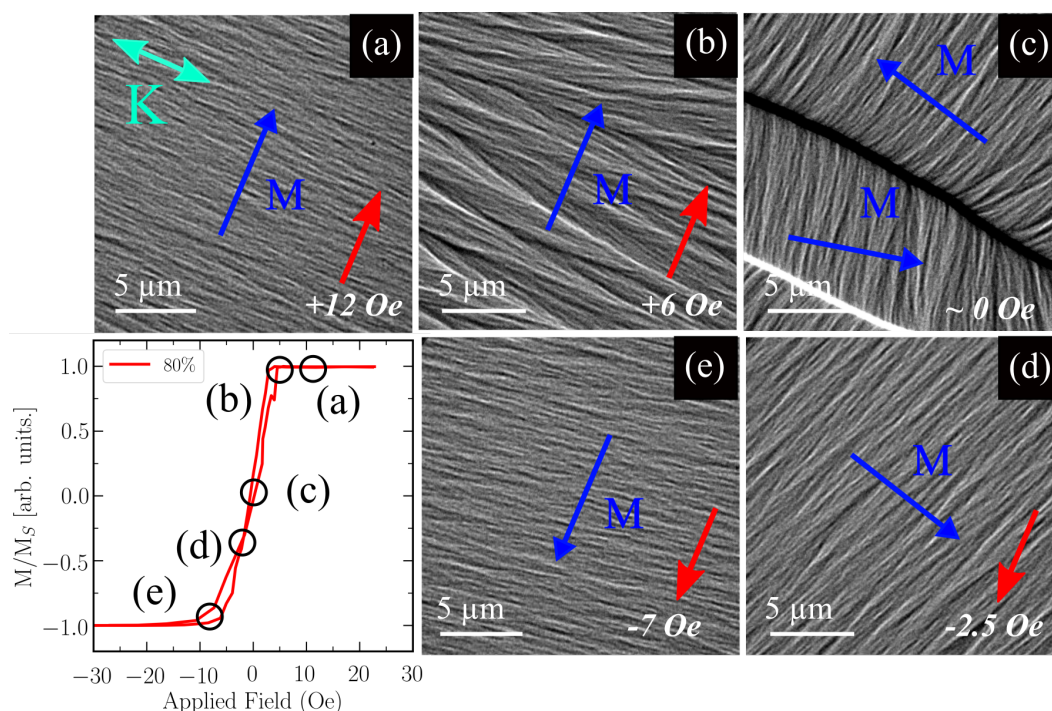 (a)
K
M
5 µm
+12 Oe
(b)
M
5 µm
+6 Oe
(c)
M
M
5 µm
~ 0 Oe
M/M_S [arb. units.]
1.0
0.5
0.0
−0.5
−1.0
80%
(b)
(a)
(c)
(d)
(e)
−30 −20 −10 0 10 20 30
Applied Field (Oe)
(e)
M
5 µm
-7 Oe
(d)
M
5 µm
-2.5 Oe